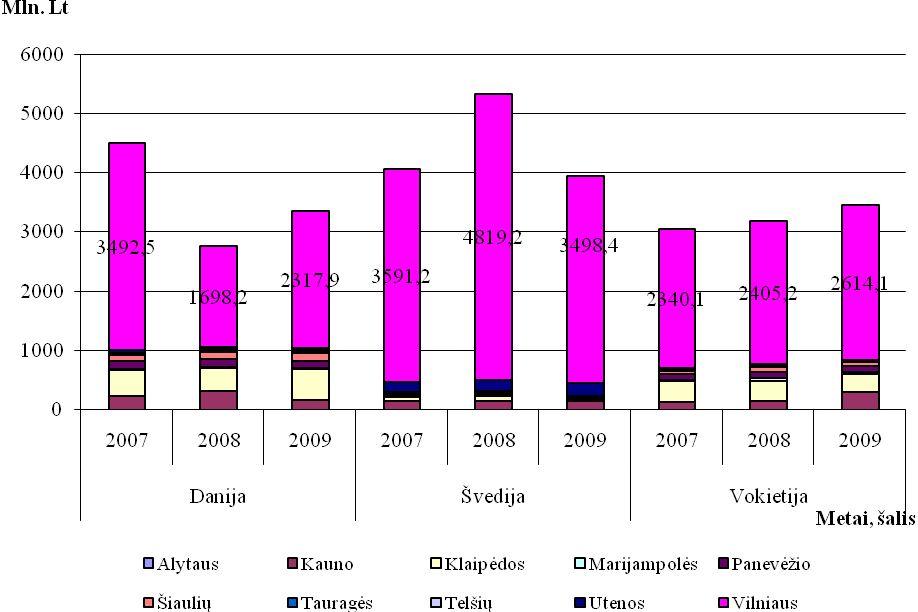 Mln. Lt
6000
5000
4000
3000
2000
1000
0
3492,5
1698,2
2317,9
3591,2
4819,2
3498,4
2340,1
2405,2
2614,1
2007 2008 2009 2007 2008 2009 2007 2008 2009
Danija Švedija Vokietija
Metai, šalis
Alytaus Kauno Klaipėdos Marijampolės Panevėžio
Šiaulių Tauragės Telšių Utenos Vilniaus